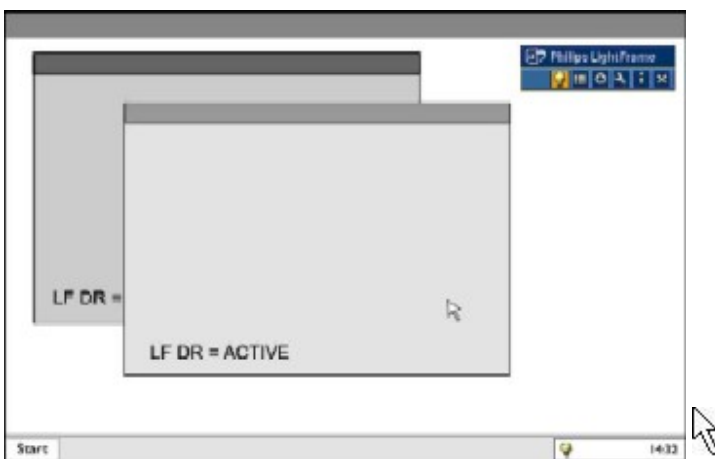 Philips LightFrame
LF DR =
LF DR = ACTIVE
Start
14:32